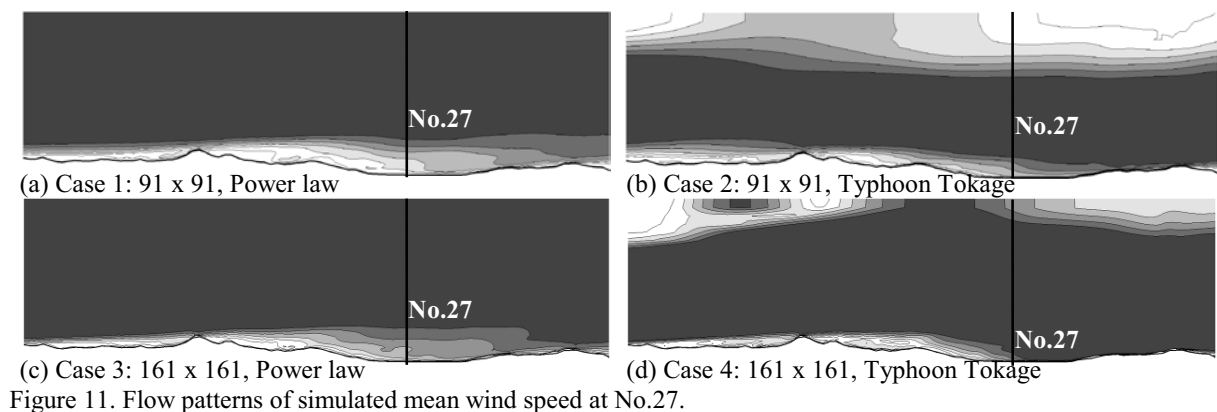 No.27
No.27
(a) Case 1: 91 x 91, Power law
(b) Case 2: 91 x 91, Typhoon Tokage
No.27
No.27
(c) Case 3: 161 x 161, Power law
(d) Case 4: 161 x 161, Typhoon Tokage
Figure 11. Flow patterns of simulated mean wind speed at No.27.